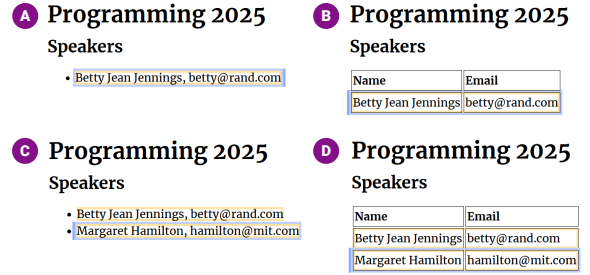 A Programming 2025
Speakers
• Betty Jean Jennings, betty@rand.com
B Programming 2025
Speakers
Name Email
Betty Jean Jennings betty@rand.com
C Programming 2025
Speakers
• Betty Jean Jennings, betty@rand.com
• Margaret Hamilton, hamilton@mit.com
D Programming 2025
Speakers
Name Email
Betty Jean Jennings betty@rand.com
Margaret Hamilton hamilton@mit.com